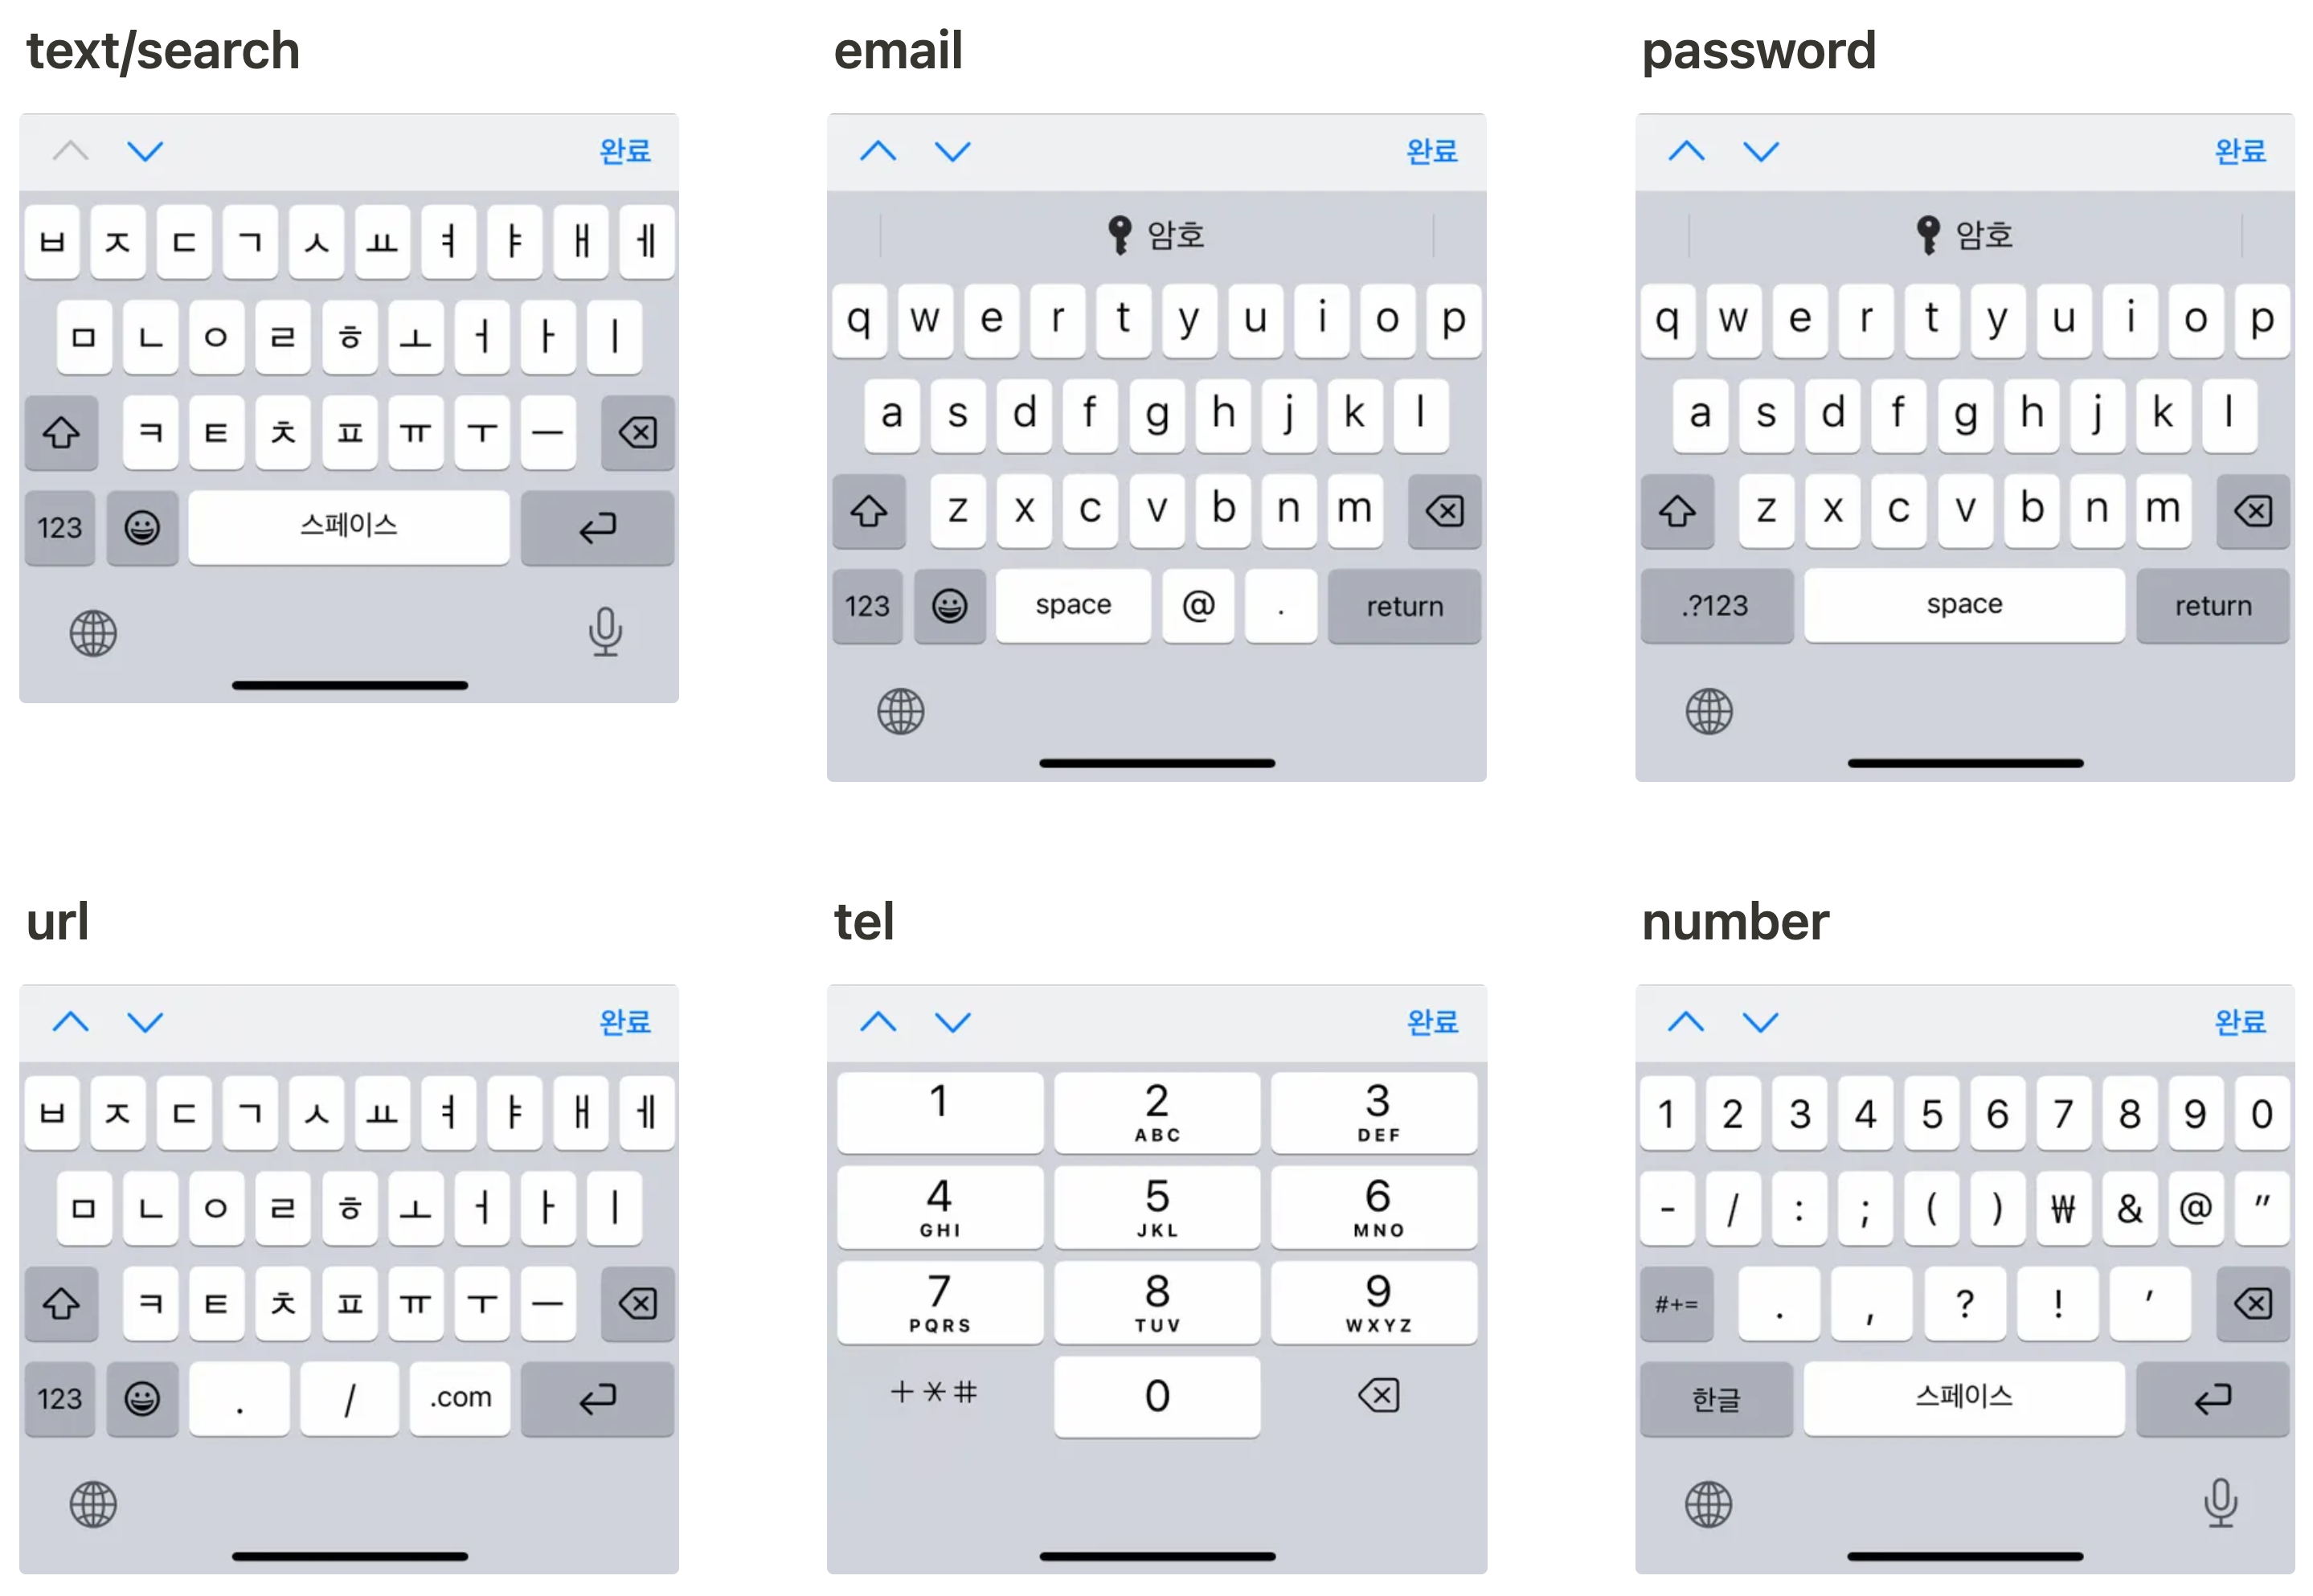 text/search
완료
ㅂ ㅈ ㄷ ㄱ ㅅ ㅛ ㅕ ㅑ ㅐ ㅔ
ㅁ ㄴ ㅇ ㄹ ㅎ ㅗ ㅓ ㅏ ㅣ
ㅋ ㅌ ㅊ ㅍ ㅠ ㅜ ㅡ
123 스페이스
email
완료
암호
q w e r t y u i o p
a s d f g h j k l
z x c v b n m
123 space @ . return
password
완료
암호
q w e r t y u i o p
a s d f g h j k l
z x c v b n m
.?123 space return
url
완료
ㅂ ㅈ ㄷ ㄱ ㅅ ㅛ ㅕ ㅑ ㅐ ㅔ
ㅁ ㄴ ㅇ ㄹ ㅎ ㅗ ㅓ ㅏ ㅣ
ㅋ ㅌ ㅊ ㅍ ㅠ ㅜ ㅡ
123 . / .com
tel
완료
1 2 3
ABC DEF
4 5 6
GHI JKL MNO
7 8 9
PQRS TUV WXYZ
+*# 0
number
완료
1 2 3 4 5 6 7 8 9 0
- / : ; ( ) ₩ & @ ”
#+= . , ? ! ’
한글 스페이스